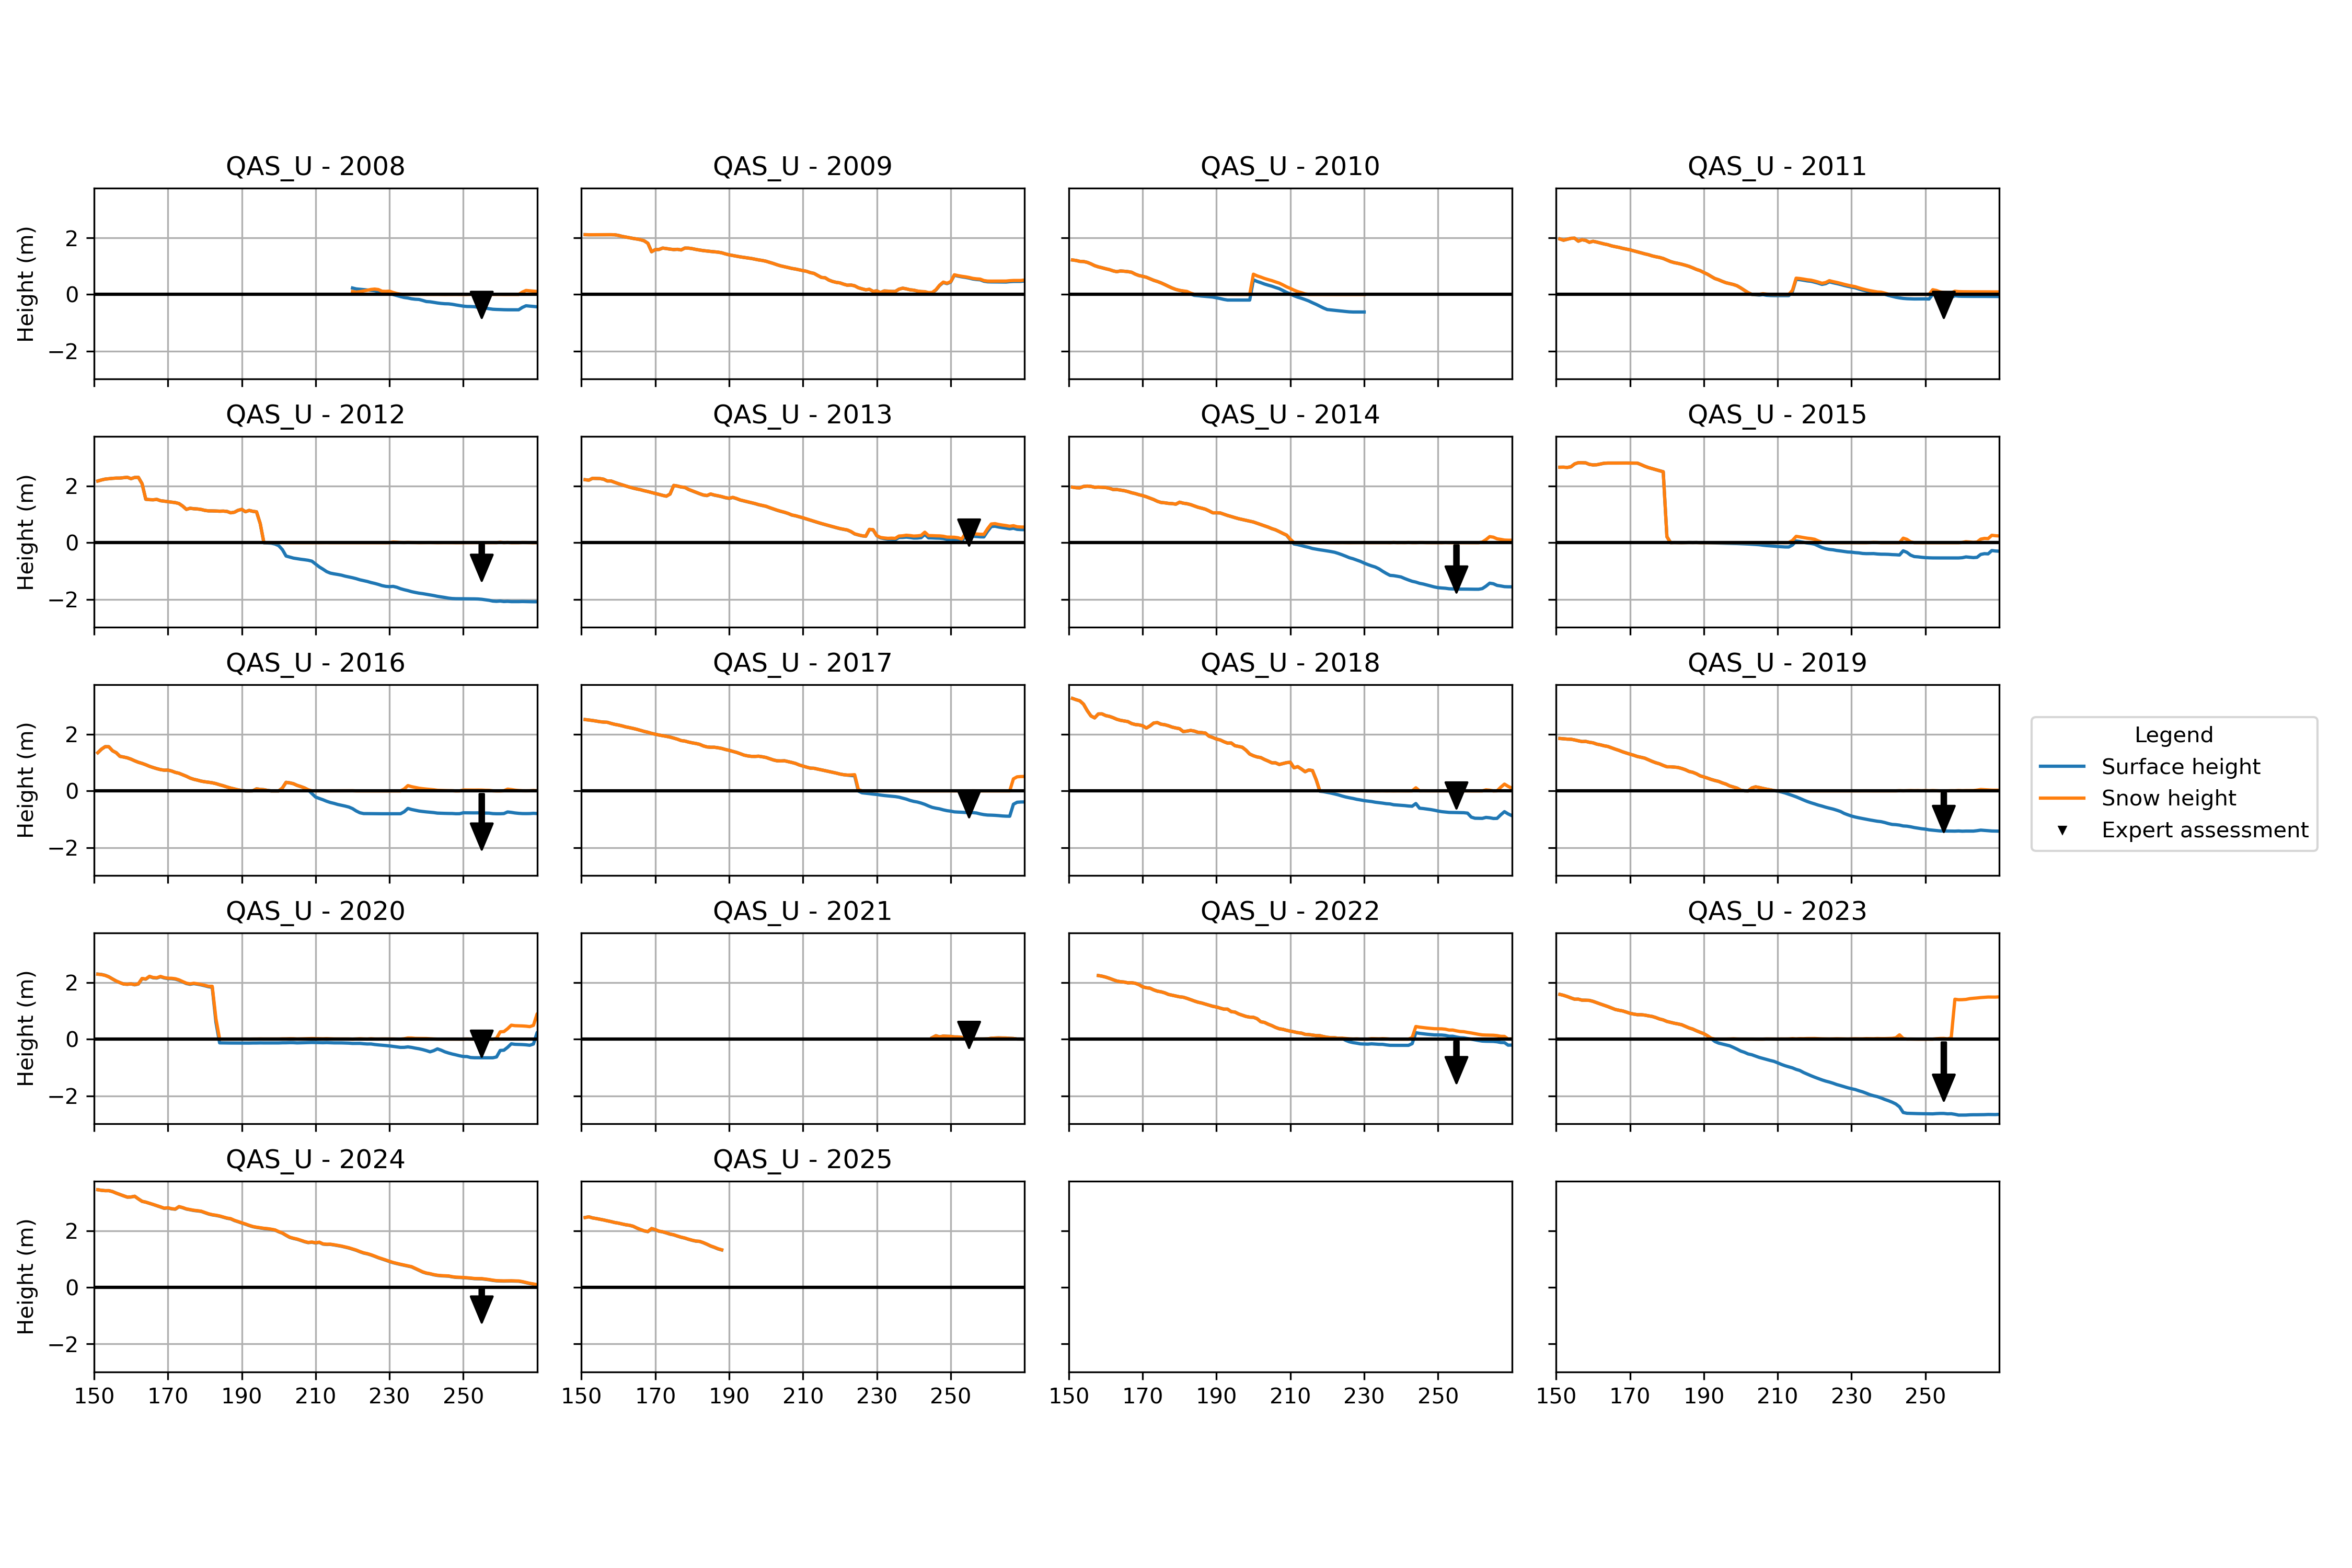 QAS_U - 2008
QAS_U - 2009
QAS_U - 2010
QAS_U - 2011
Height (m)
2
0
−2
QAS_U - 2012
QAS_U - 2013
QAS_U - 2014
QAS_U - 2015
Height (m)
2
0
−2
QAS_U - 2016
QAS_U - 2017
QAS_U - 2018
QAS_U - 2019
Height (m)
2
0
−2
Legend
Surface height
Snow height
Expert assessment
QAS_U - 2020
QAS_U - 2021
QAS_U - 2022
QAS_U - 2023
Height (m)
2
0
−2
QAS_U - 2024
QAS_U - 2025
Height (m)
2
0
−2
150 170 190 210 230 250
150 170 190 210 230 250
150 170 190 210 230 250
150 170 190 210 230 250